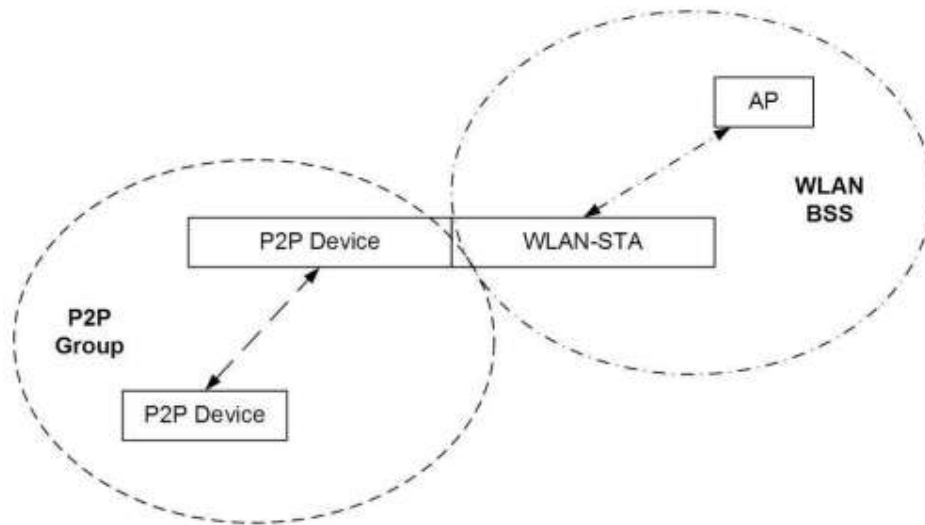 AP
WLAN
BSS
P2P Device
WLAN-STA
P2P
Group
P2P Device